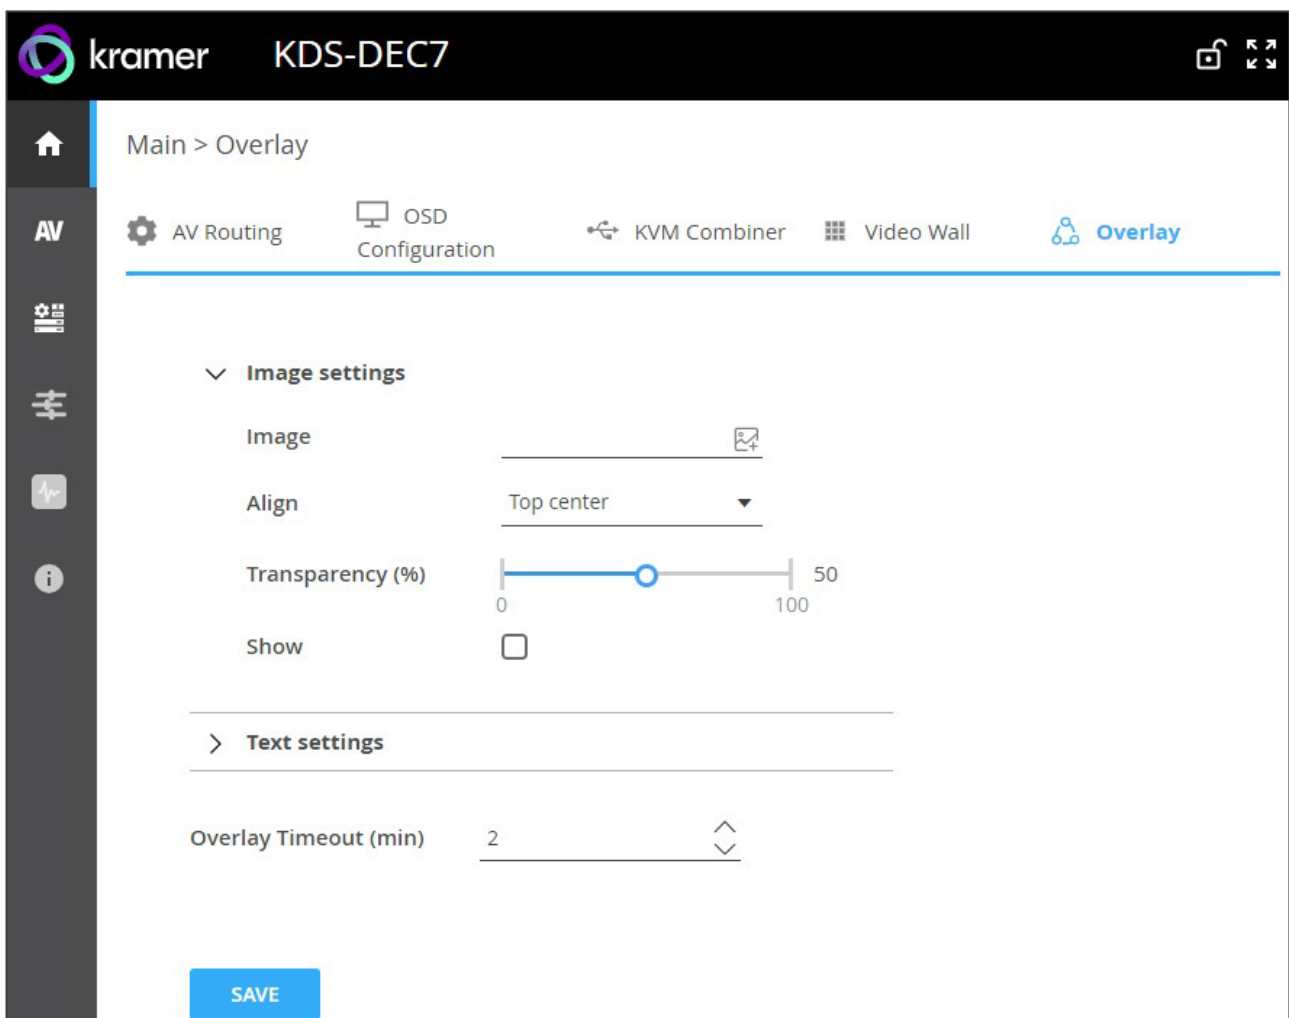 kramer KDS-DEC7
Main > Overlay
AV
AV Routing
OSD
Configuration
KVM Combiner
Video Wall
Overlay
Image settings
Image
Align Top center
Transparency (%) 50
0 100
Show
Text settings
Overlay Timeout (min) 2
SAVE